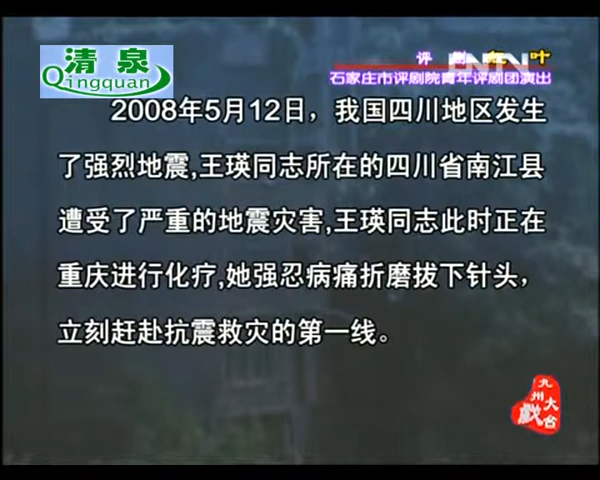 清泉
Qingquan
评剧 叶
石家庄市评剧院青年评剧团演出
2008年5月12日，我国四川地区发生
了强烈地震,王瑛同志所在的四川省南江县
遭受了严重的地震灾害,王瑛同志此时正在
重庆进行化疗,她强忍病痛折磨拔下针头，
立刻赶赴抗震救灾的第一线。
九州
大戏台